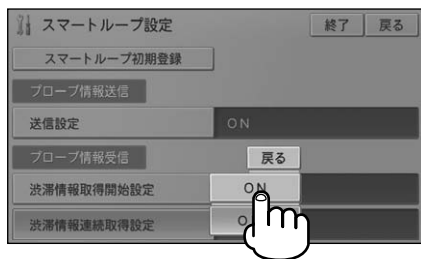 スマートループ設定
終了 戻る
スマートループ初期登録
プローブ情報送信
送信設定 ON
プローブ情報受信
戻る
渋滞情報取得開始設定 ON
渋滞情報連続取得設定